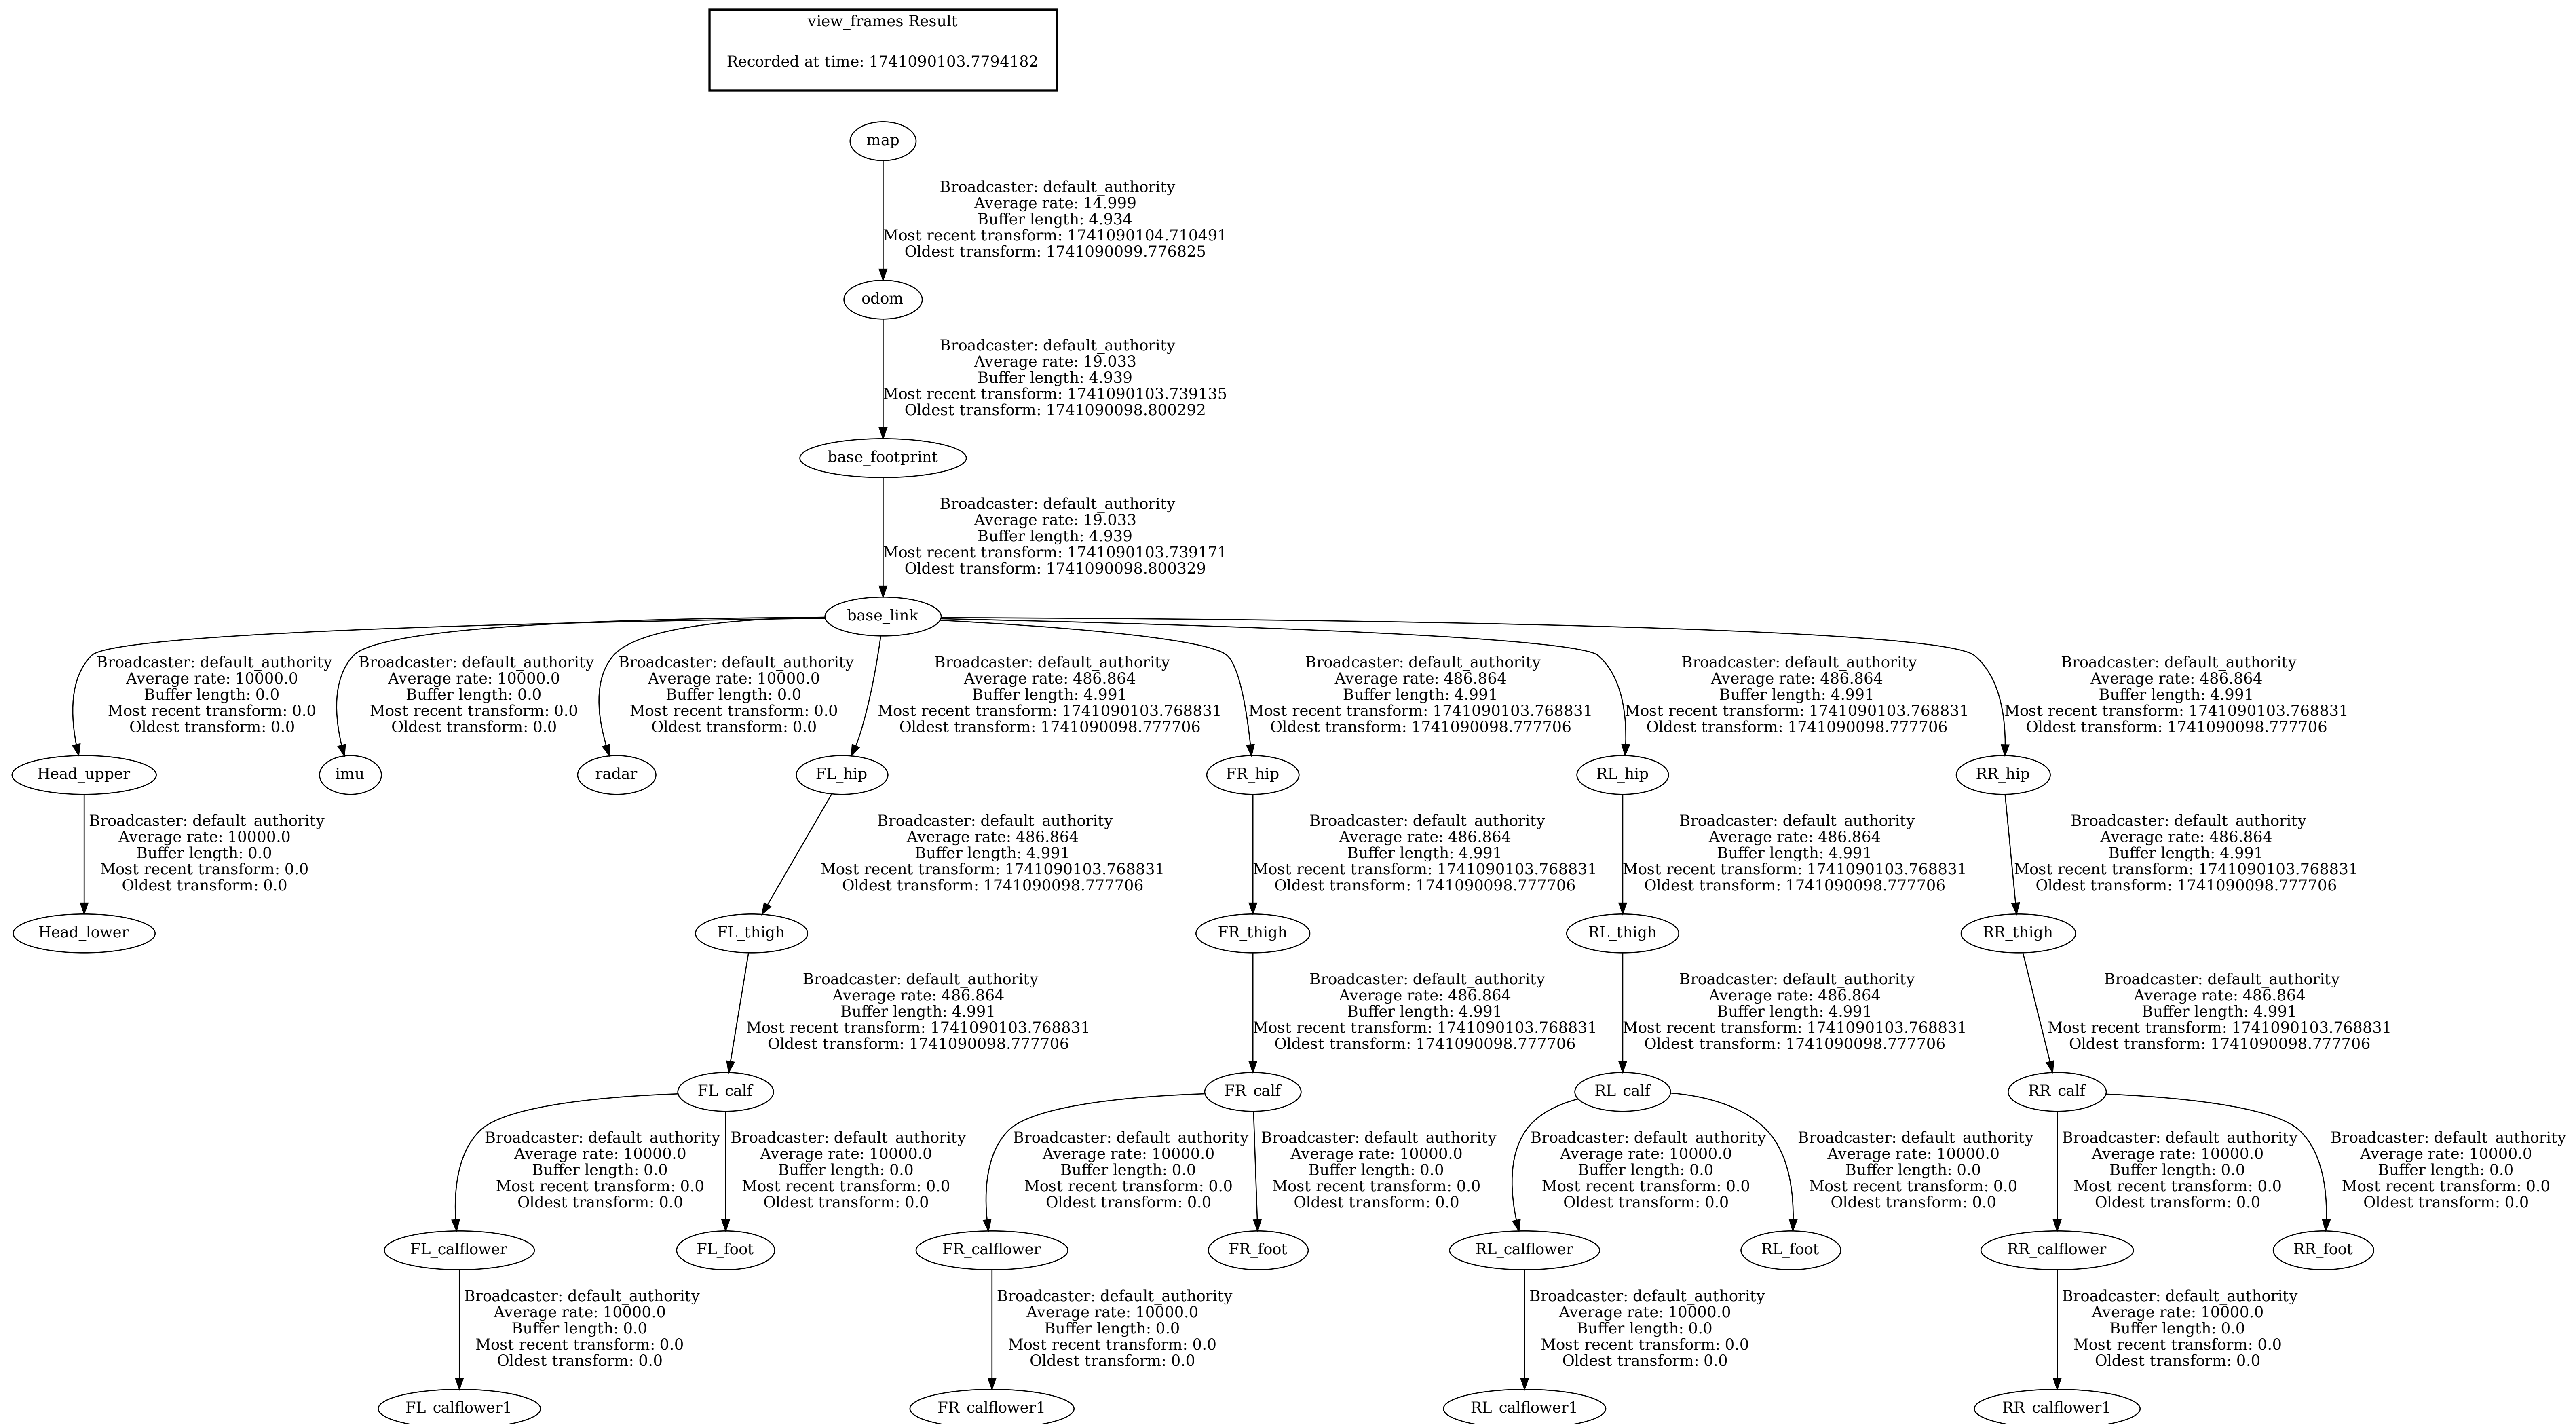 view_frames Result
Recorded at time: 1741090103.7794182
map
Broadcaster: default_authority
Average rate: 14.999
Buffer length: 4.934
Most recent transform: 1741090104.710491
Oldest transform: 1741090099.776825
odom
Broadcaster: default_authority
Average rate: 19.033
Buffer length: 4.939
Most recent transform: 1741090103.739135
Oldest transform: 1741090098.800292
base_footprint
Broadcaster: default_authority
Average rate: 19.033
Buffer length: 4.939
Most recent transform: 1741090103.739171
Oldest transform: 1741090098.800329
base_link
Broadcaster: default_authority
Average rate: 10000.0
Buffer length: 0.0
Most recent transform: 0.0
Oldest transform: 0.0
Broadcaster: default_authority
Average rate: 10000.0
Buffer length: 0.0
Most recent transform: 0.0
Oldest transform: 0.0
Broadcaster: default_authority
Average rate: 10000.0
Buffer length: 0.0
Most recent transform: 0.0
Oldest transform: 0.0
Broadcaster: default_authority
Average rate: 486.864
Buffer length: 4.991
Most recent transform: 1741090103.768831
Oldest transform: 1741090098.777706
Broadcaster: default_authority
Average rate: 486.864
Buffer length: 4.991
Most recent transform: 1741090103.768831
Oldest transform: 1741090098.777706
Broadcaster: default_authority
Average rate: 486.864
Buffer length: 4.991
Most recent transform: 1741090103.768831
Oldest transform: 1741090098.777706
Broadcaster: default_authority
Average rate: 486.864
Buffer length: 4.991
Most recent transform: 1741090103.768831
Oldest transform: 1741090098.777706
Head_upper
imu
radar
FL_hip
FR_hip
RL_hip
RR_hip
Broadcaster: default_authority
Average rate: 10000.0
Buffer length: 0.0
Most recent transform: 0.0
Oldest transform: 0.0
Broadcaster: default_authority
Average rate: 486.864
Buffer length: 4.991
Most recent transform: 1741090103.768831
Oldest transform: 1741090098.777706
Broadcaster: default_authority
Average rate: 486.864
Buffer length: 4.991
Most recent transform: 1741090103.768831
Oldest transform: 1741090098.777706
Broadcaster: default_authority
Average rate: 486.864
Buffer length: 4.991
Most recent transform: 1741090103.768831
Oldest transform: 1741090098.777706
Broadcaster: default_authority
Average rate: 486.864
Buffer length: 4.991
Most recent transform: 1741090103.768831
Oldest transform: 1741090098.777706
Head_lower
FL_thigh
FR_thigh
RL_thigh
RR_thigh
Broadcaster: default_authority
Average rate: 486.864
Buffer length: 4.991
Most recent transform: 1741090103.768831
Oldest transform: 1741090098.777706
Broadcaster: default_authority
Average rate: 486.864
Buffer length: 4.991
Most recent transform: 1741090103.768831
Oldest transform: 1741090098.777706
Broadcaster: default_authority
Average rate: 486.864
Buffer length: 4.991
Most recent transform: 1741090103.768831
Oldest transform: 1741090098.777706
Broadcaster: default_authority
Average rate: 486.864
Buffer length: 4.991
Most recent transform: 1741090103.768831
Oldest transform: 1741090098.777706
FL_calf
FR_calf
RL_calf
RR_calf
Broadcaster: default_authority
Average rate: 10000.0
Buffer length: 0.0
Most recent transform: 0.0
Oldest transform: 0.0
Broadcaster: default_authority
Average rate: 10000.0
Buffer length: 0.0
Most recent transform: 0.0
Oldest transform: 0.0
Broadcaster: default_authority
Average rate: 10000.0
Buffer length: 0.0
Most recent transform: 0.0
Oldest transform: 0.0
Broadcaster: default_authority
Average rate: 10000.0
Buffer length: 0.0
Most recent transform: 0.0
Oldest transform: 0.0
Broadcaster: default_authority
Average rate: 10000.0
Buffer length: 0.0
Most recent transform: 0.0
Oldest transform: 0.0
Broadcaster: default_authority
Average rate: 10000.0
Buffer length: 0.0
Most recent transform: 0.0
Oldest transform: 0.0
Broadcaster: default_authority
Average rate: 10000.0
Buffer length: 0.0
Most recent transform: 0.0
Oldest transform: 0.0
Broadcaster: default_authority
Average rate: 10000.0
Buffer length: 0.0
Most recent transform: 0.0
Oldest transform: 0.0
FL_calflower
FL_foot
FR_calflower
FR_foot
RL_calflower
RL_foot
RR_calflower
RR_foot
Broadcaster: default_authority
Average rate: 10000.0
Buffer length: 0.0
Most recent transform: 0.0
Oldest transform: 0.0
Broadcaster: default_authority
Average rate: 10000.0
Buffer length: 0.0
Most recent transform: 0.0
Oldest transform: 0.0
Broadcaster: default_authority
Average rate: 10000.0
Buffer length: 0.0
Most recent transform: 0.0
Oldest transform: 0.0
Broadcaster: default_authority
Average rate: 10000.0
Buffer length: 0.0
Most recent transform: 0.0
Oldest transform: 0.0
FL_calflower1
FR_calflower1
RL_calflower1
RR_calflower1